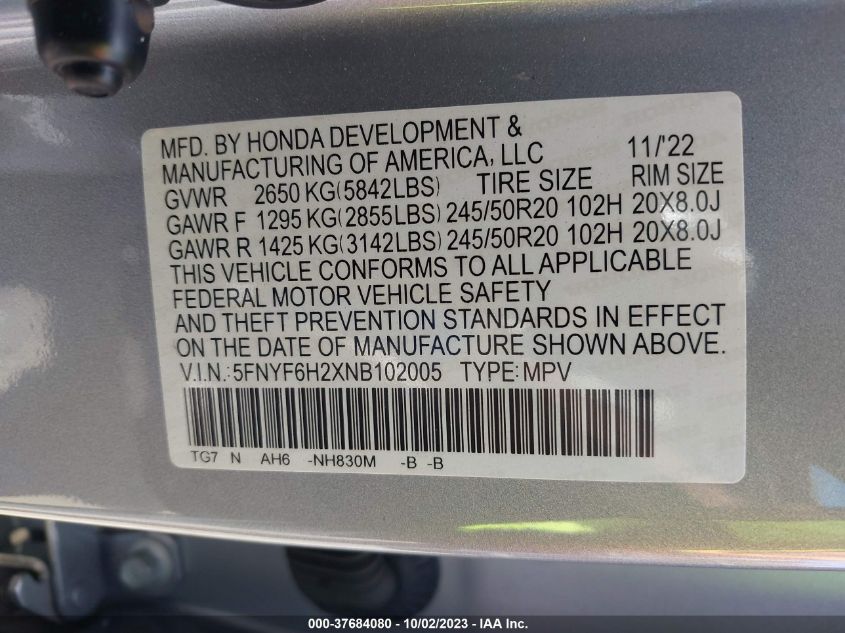 MFD. BY HONDA DEVELOPMENT &
MANUFACTURING OF AMERICA, LLC 11/'22
GVWR 2650 KG(5842LBS) TIRE SIZE RIM SIZE
GAWR F 1295 KG(2855LBS) 245/50R20 102H 20X8.0J
GAWR R 1425 KG(3142LBS) 245/50R20 102H 20X8.0J
THIS VEHICLE CONFORMS TO ALL APPLICABLE
FEDERAL MOTOR VEHICLE SAFETY
AND THEFT PREVENTION STANDARDS IN EFFECT
ON THE DATE OF MANUFACTURE SHOWN ABOVE.
V.I.N.:5FNYF6H2XNB102005 TYPE:MPV
TG7 N AH6 -NH830M -B -B
000-37684080 - 10/02/2023 - IAA Inc.